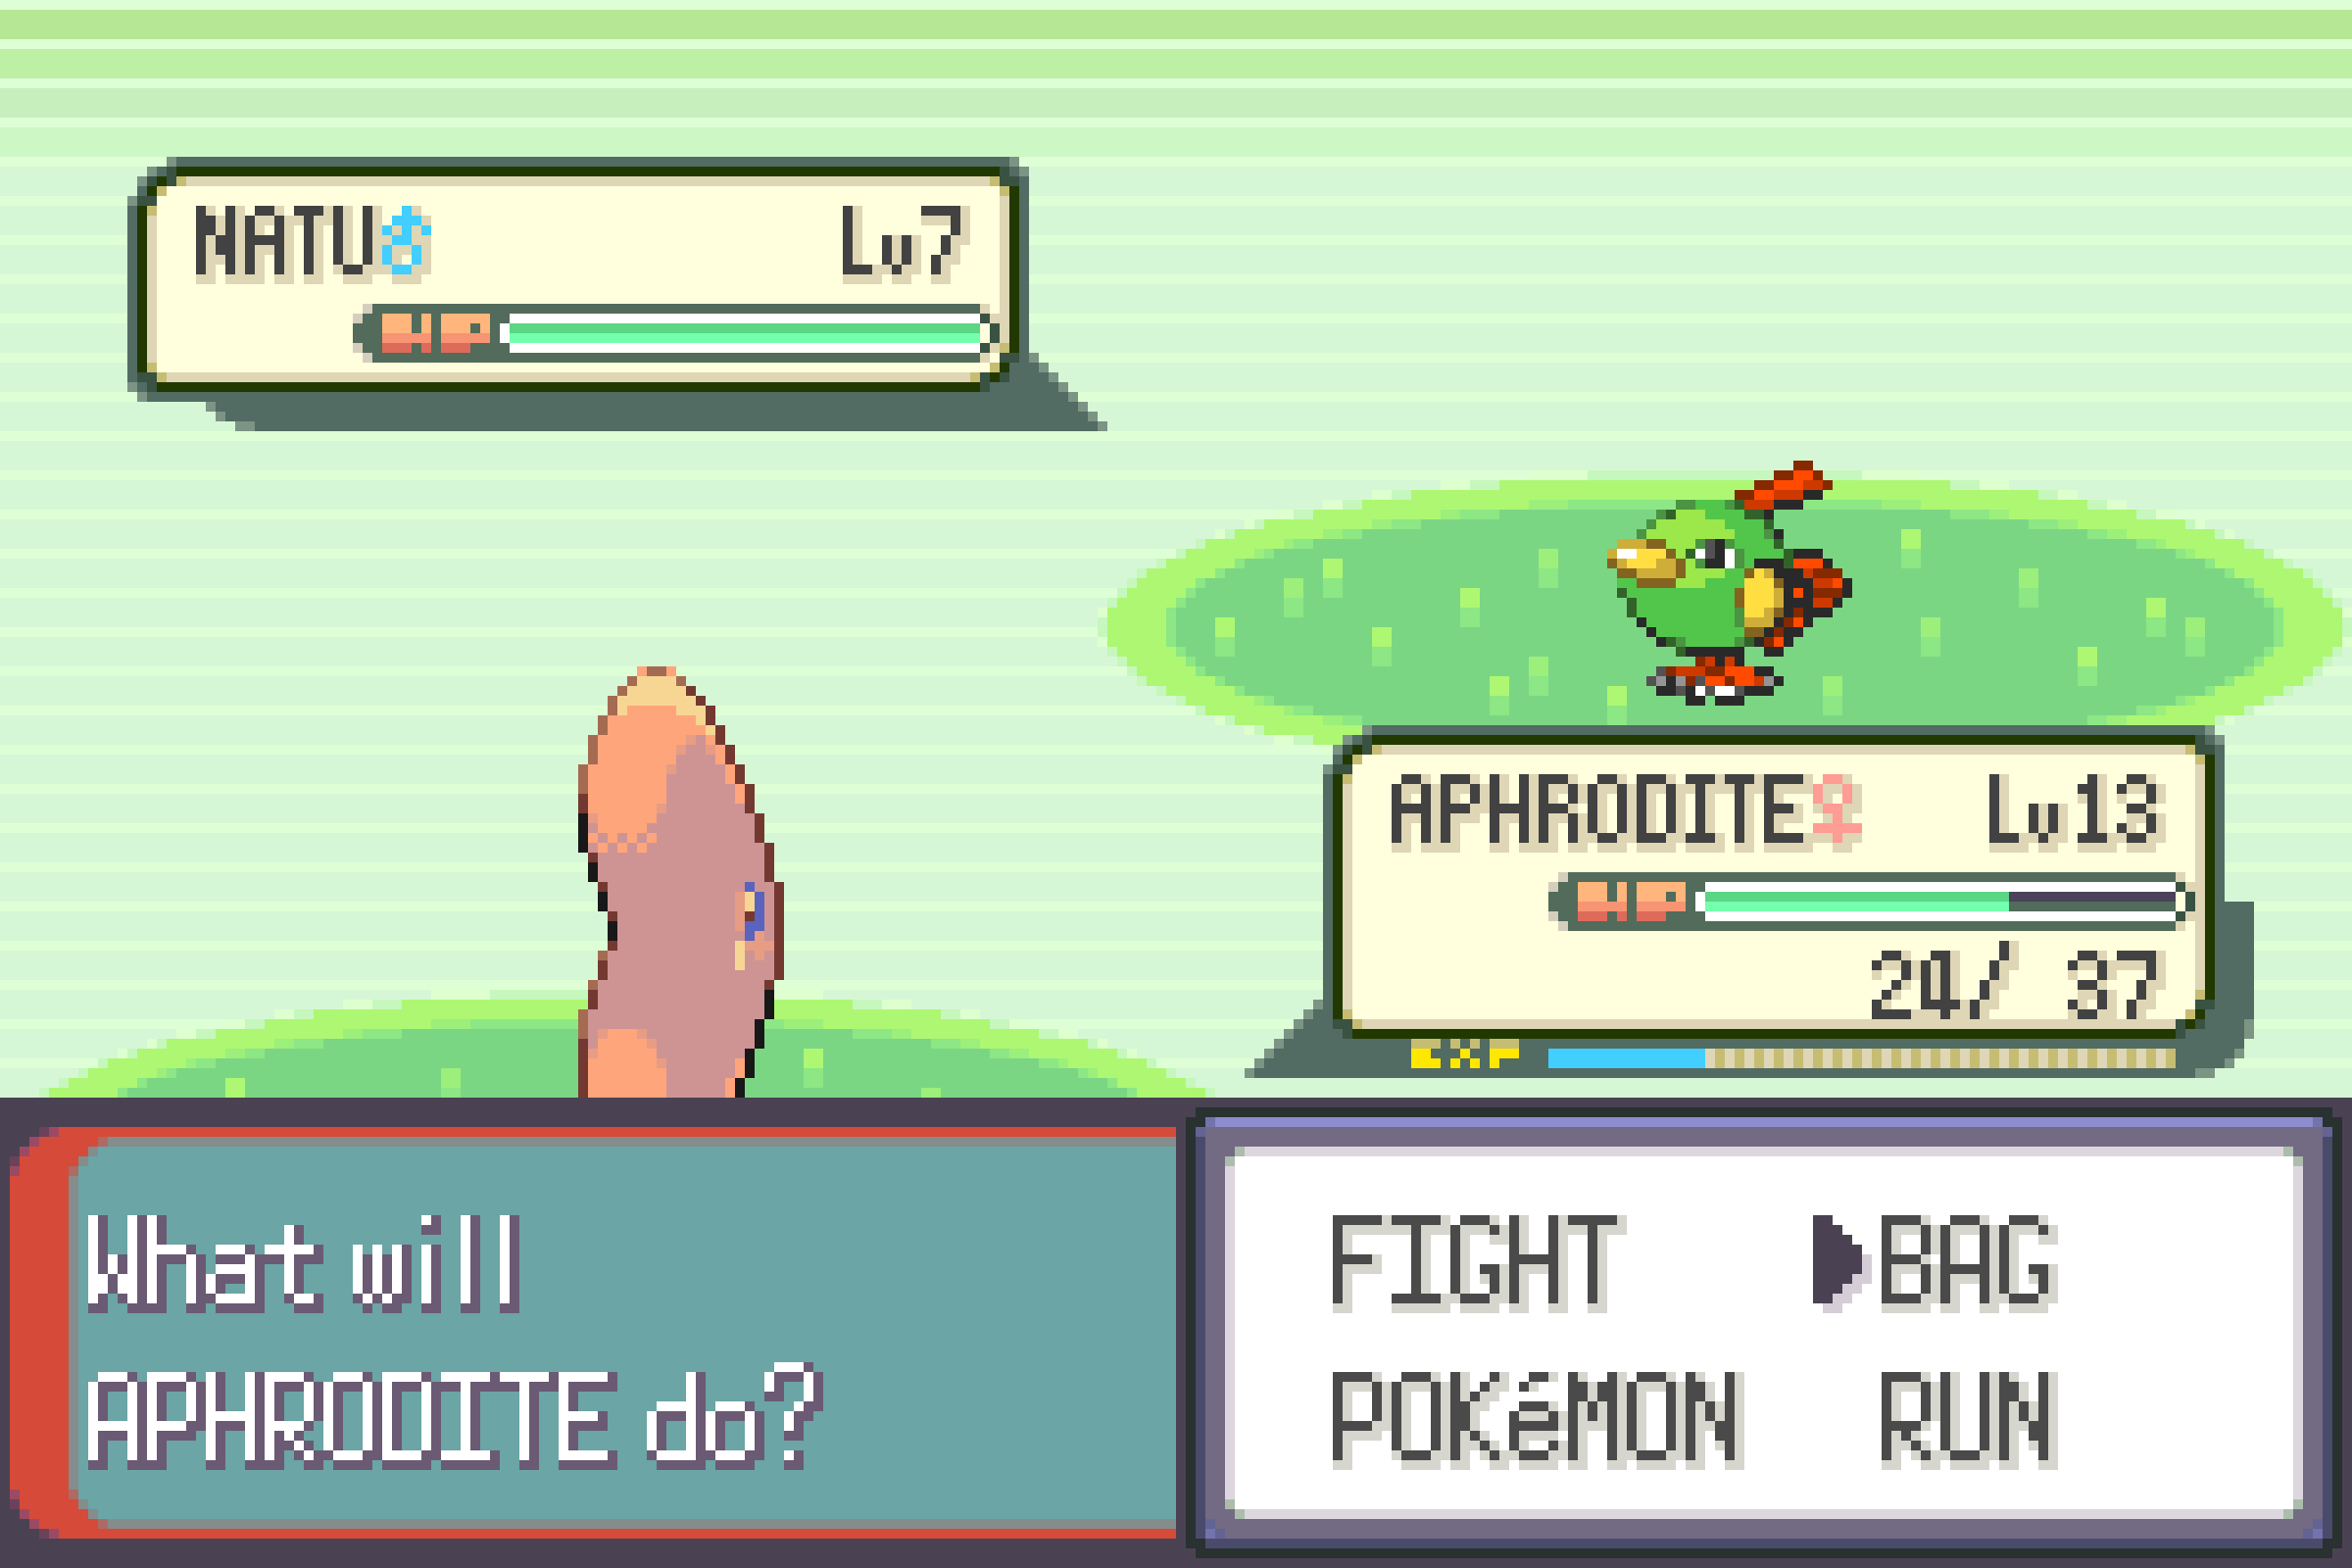 NATU♂ Lv7
HP
APHRODITE♀ Lv13
HP
24/ 37
EXP
What will
APHRODITE do?
FIGHT ▶BAG
POKéMON RUN